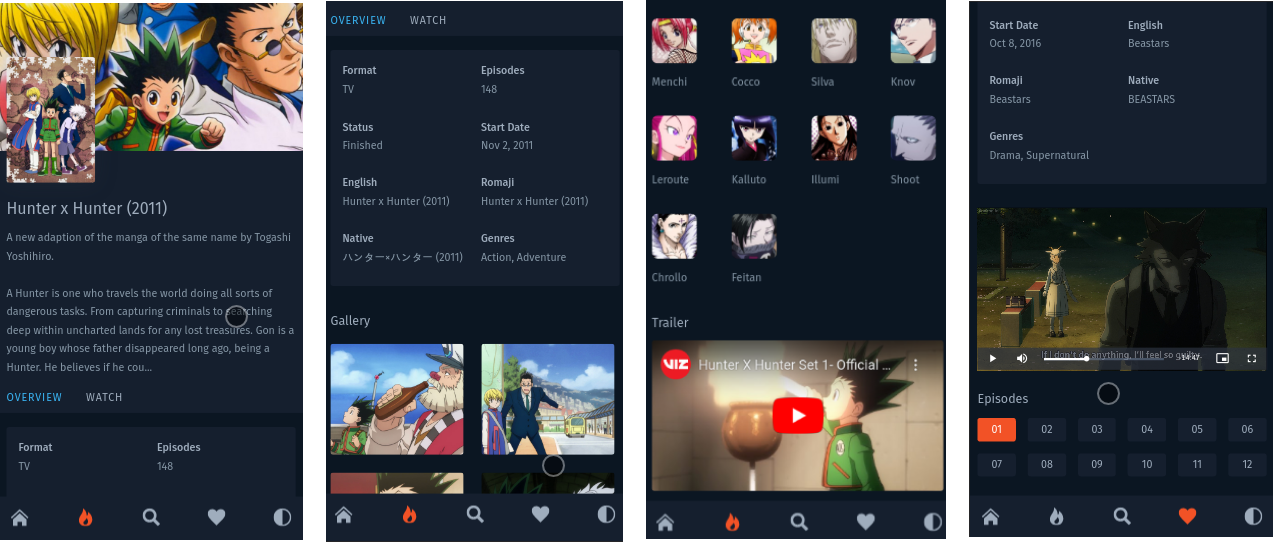 Hunter x Hunter (2011)
A new adaption of the manga of the same name by Togashi
Yoshihiro.
A Hunter is one who travels the world doing all sorts of
dangerous tasks. From capturing criminals to searching
deep within uncharted lands for any lost treasures. Gon is a
young boy whose father disappeared long ago, being a
Hunter. He believes if he cou...
OVERVIEW WATCH
Format Episodes
TV 148
OVERVIEW WATCH
Format Episodes
TV 148
Status Start Date
Finished Nov 2, 2011
English Romaji
Hunter x Hunter (2011) Hunter x Hunter (2011)
Native Genres
ハンター×ハンター (2011) Action, Adventure
Gallery
Menchi Cocco Silva Knov
Leroute Kalluto Illumi Shoot
Chrollo Feitan
Trailer
VIZ Hunter X Hunter Set 1- Official ...
Start Date English
Oct 8, 2016 Beastars
Romaji Native
Beastars BEASTARS
Genres
Drama, Supernatural
If I don't do anything, I'll feel so guilty.
Episodes
01 02 03 04 05 06
07 08 09 10 11 12